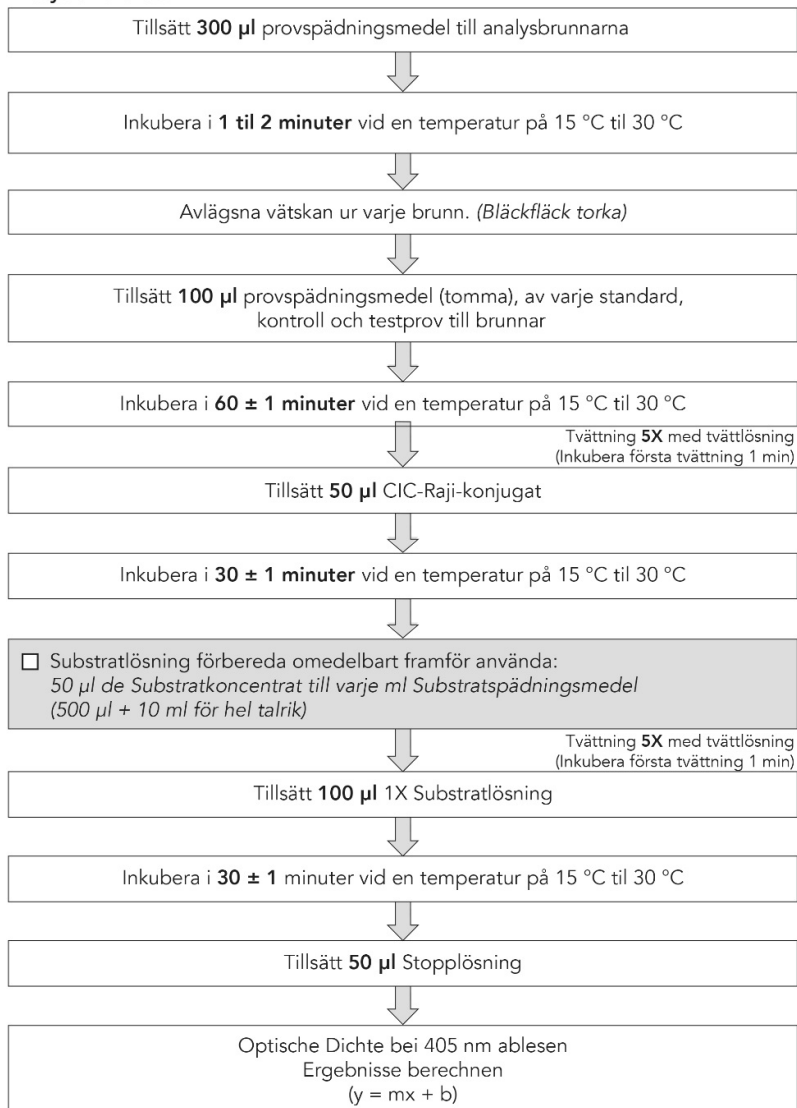 Tillsätt 300 µl provspädningsmedel till analysbrunnarna
Inkubera i 1 til 2 minuter vid en temperatur på 15 °C til 30 °C
Avlägsna vätskan ur varje brunn. (Bläckfläck torka)
Tillsätt 100 µl provspädningsmedel (tomma), av varje standard,
kontroll och testprov till brunnar
Inkubera i 60 ± 1 minuter vid en temperatur på 15 °C til 30 °C
Tvättning 5X med tvättlösning
(Inkubera första tvättning 1 min)
Tillsätt 50 µl CIC-Raji-konjugat
Inkubera i 30 ± 1 minuter vid en temperatur på 15 °C til 30 °C
Substratlösning förbereda omedelbart framför använda:
50 µl de Substratkoncentrat till varje ml Substratspädningsmedel
(500 µl + 10 ml för hel talrik)
Tvättning 5X med tvättlösning
(Inkubera första tvättning 1 min)
Tillsätt 100 µl 1X Substratlösning
Inkubera i 30 ± 1 minuter vid en temperatur på 15 °C til 30 °C
Tillsätt 50 µl Stopplösning
Optische Dichte bei 405 nm ablesen
Ergebnisse berechnen
(y = mx + b)